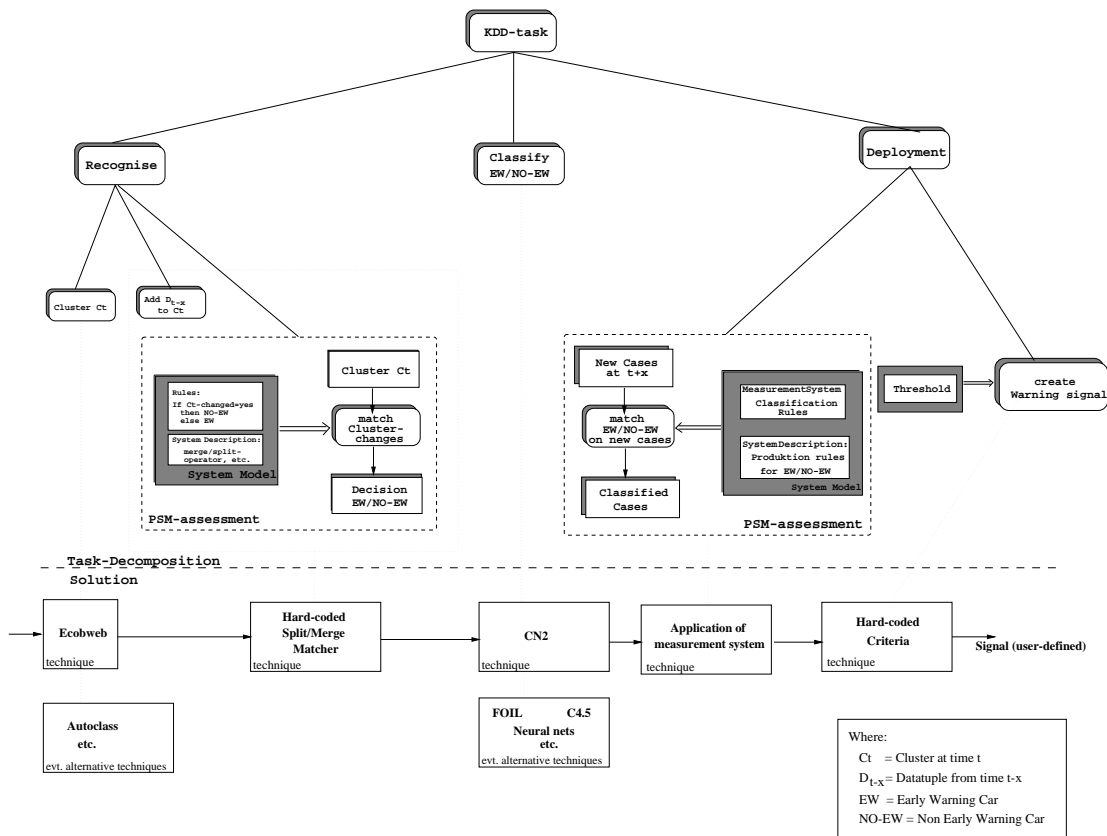 KDD-task
Recognise
Classify
EW/NO-EW
Deployment
Cluster Ct
Add Dt-x
to Ct
Cluster Ct
Rules:
If Ct-changed=yes
then NO-EW
else EW
System Description:
merge/split-
operator, etc.
System Model
match
Cluster-
changes
Decision
EW/NO-EW
PSM-assessment
New Cases
at t+x
match
EW/NO-EW
on new cases
Classified
Cases
MeasurementSystem
Classification
Rules
SystemDescription:
Produktion rules
for EW/NO-EW
System Model
PSM-assessment
Threshold
create
Warning signal
Task-Decomposition
Solution
Ecobweb
technique
Hard-coded
Split/Merge
Matcher
technique
CN2
technique
Application of
measurement system
technique
Hard-coded
Criteria
technique
Signal (user-defined)
Autoclass
etc.
evt. alternative techniques
FOIL C4.5
Neural nets
etc.
evt. alternative techniques
Where:
Ct = Cluster at time t
Dt-x = Datatuple from time t-x
EW = Early Warning Car
NO-EW = Non Early Warning Car